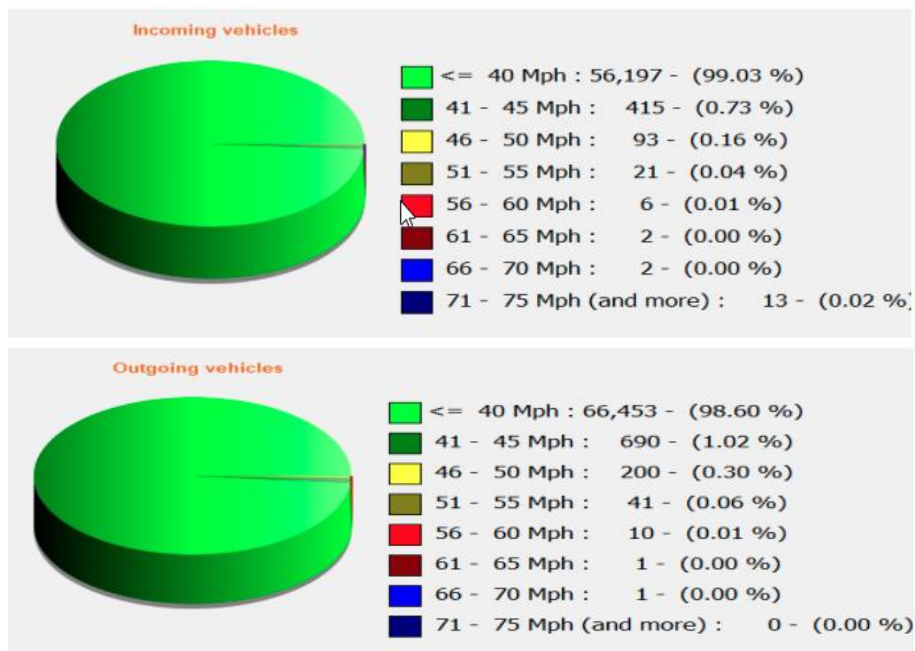 Incoming vehicles
<= 40 Mph : 56,197 - (99.03 %)
41 - 45 Mph : 415 - (0.73 %)
46 - 50 Mph : 93 - (0.16 %)
51 - 55 Mph : 21 - (0.04 %)
56 - 60 Mph : 6 - (0.01 %)
61 - 65 Mph : 2 - (0.00 %)
66 - 70 Mph : 2 - (0.00 %)
71 - 75 Mph (and more) : 13 - (0.02 %)
Outgoing vehicles
<= 40 Mph : 66,453 - (98.60 %)
41 - 45 Mph : 690 - (1.02 %)
46 - 50 Mph : 200 - (0.30 %)
51 - 55 Mph : 41 - (0.06 %)
56 - 60 Mph : 10 - (0.01 %)
61 - 65 Mph : 1 - (0.00 %)
66 - 70 Mph : 1 - (0.00 %)
71 - 75 Mph (and more) : 0 - (0.00 %)